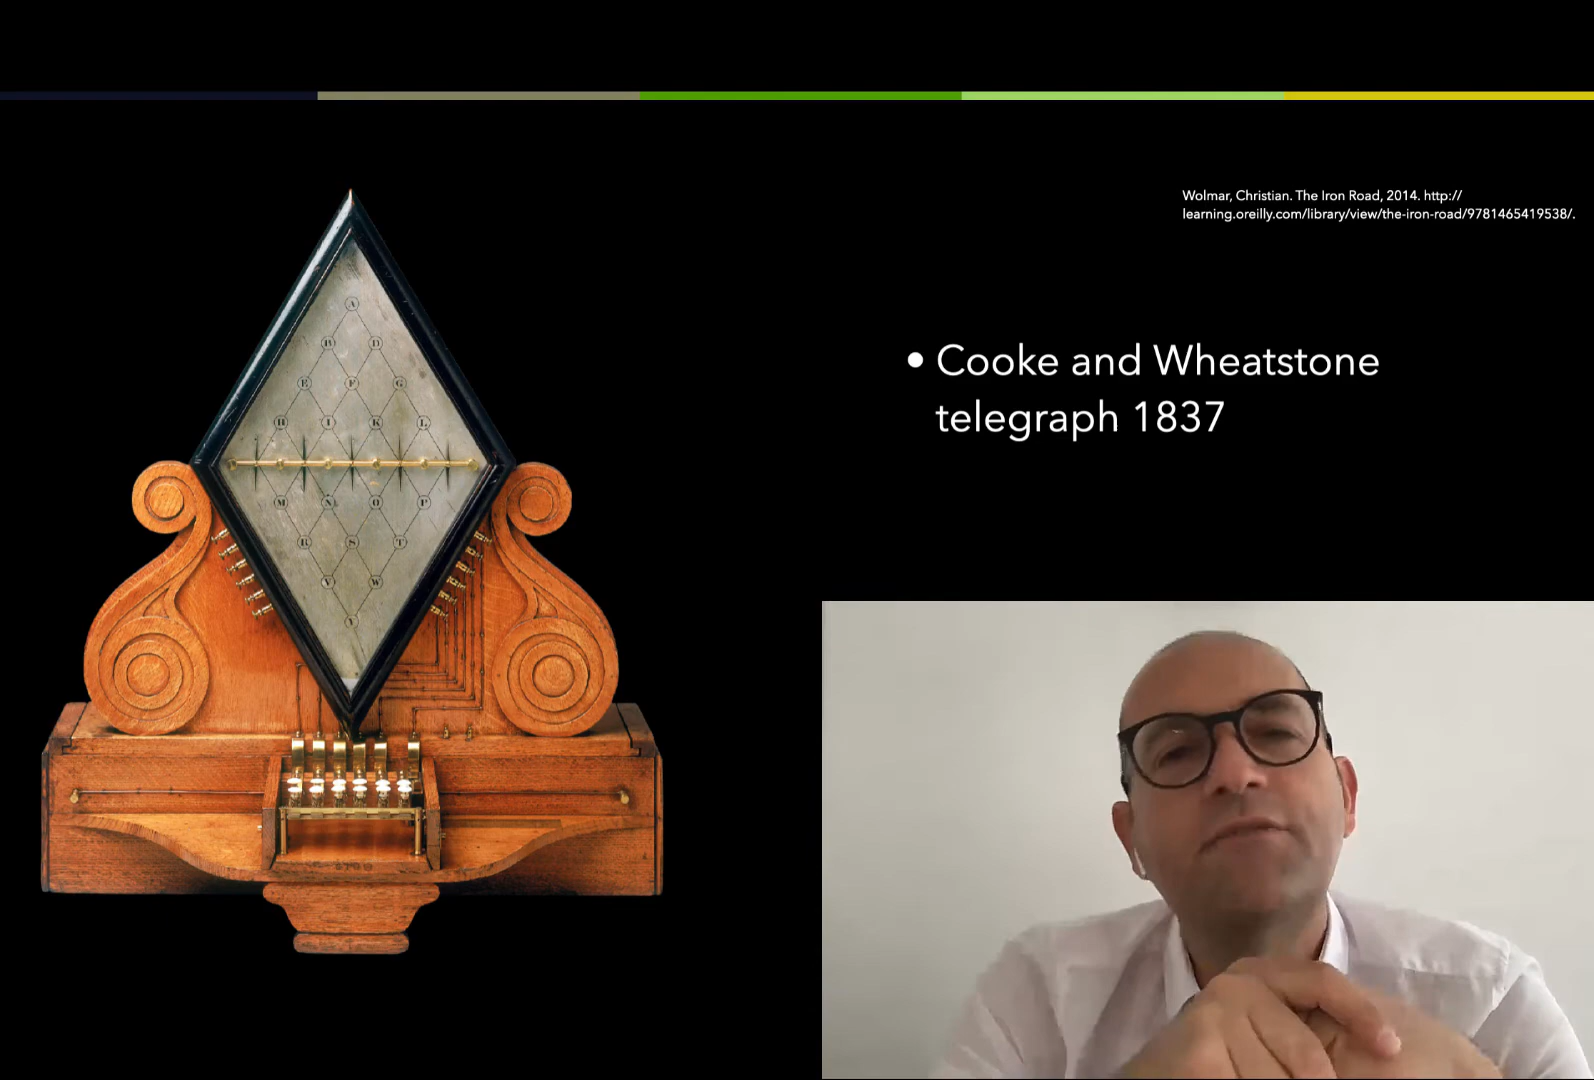 Wolmar, Christian. The Iron Road, 2014. http://
learning.oreilly.com/library/view/the-iron-road/9781465419538/.
• Cooke and Wheatstone
telegraph 1837
A
B D
E F G
H I K L
M N O P
R S T
V W
Y